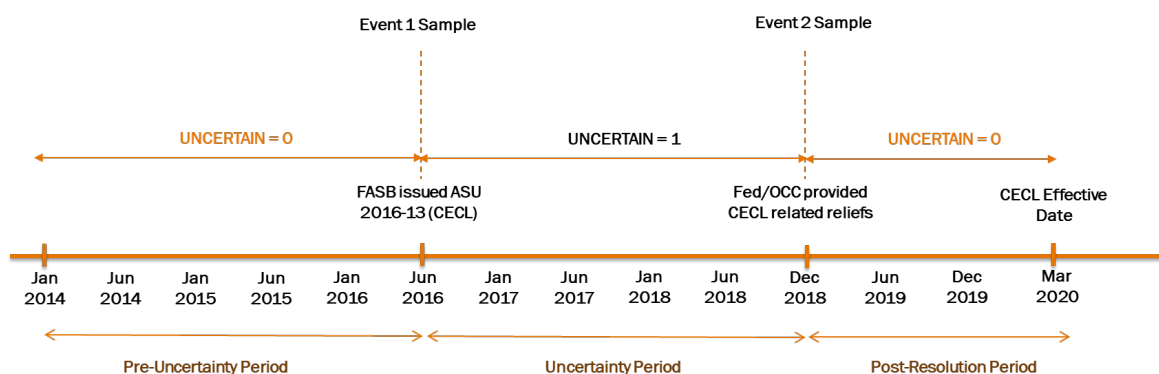 Event 1 Sample
Event 2 Sample
UNCERTAIN = 0
UNCERTAIN = 1
UNCERTAIN = 0
FASB issued ASU
2016-13 (CECL)
Fed/OCC provided
CECL related reliefs
CECL Effective
Date
Jan
2014
Jun
2014
Jan
2015
Jun
2015
Jan
2016
Jun
2016
Jan
2017
Jun
2017
Jan
2018
Jun
2018
Dec
2018
Jun
2019
Dec
2019
Mar
2020
Pre-Uncertainty Period
Uncertainty Period
Post-Resolution Period